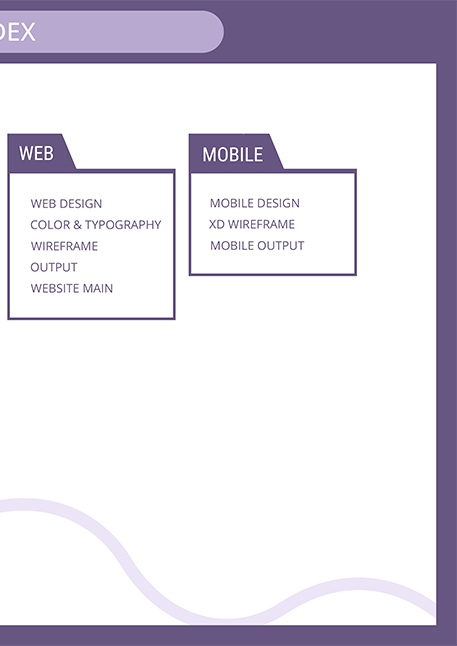 DEX
WEB
WEB DESIGN
COLOR & TYPOGRAPHY
WIREFRAME
OUTPUT
WEBSITE MAIN
MOBILE
MOBILE DESIGN
XD WIREFRAME
MOBILE OUTPUT